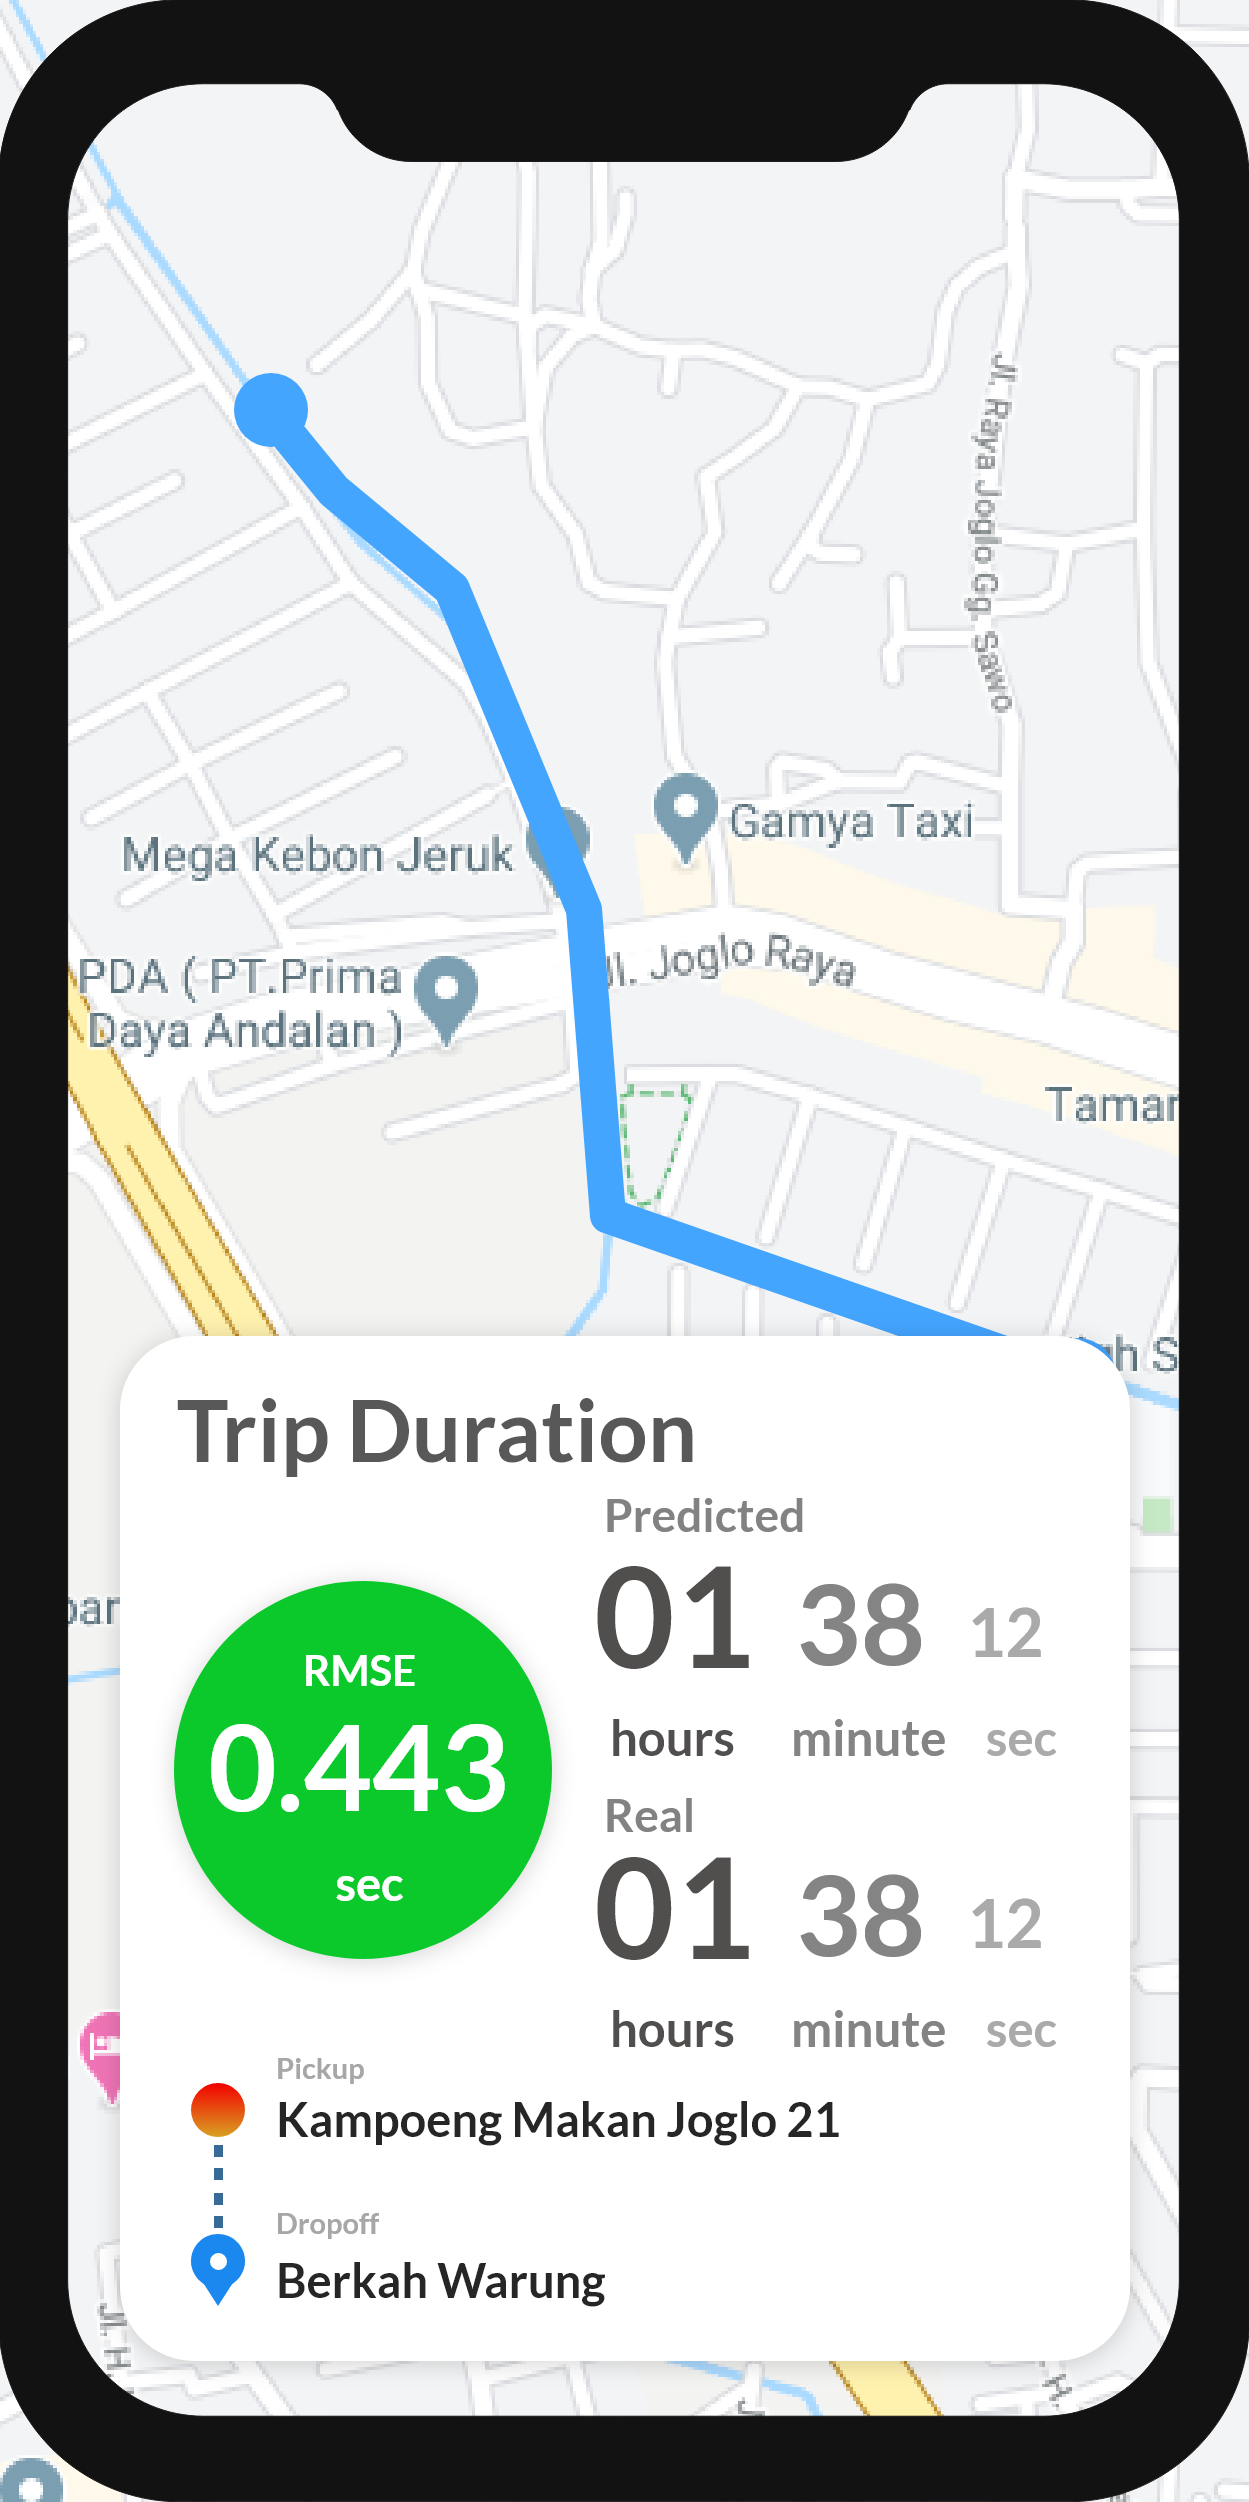 Jl. Raya Joglo Gg. Sawo
Gamya Taxi
Mega Kebon Jeruk
Jl. Joglo Raya
PDA ( PT.Prima
Daya Andalan )
Trip Duration
Predicted
01 38 12
hours minute sec
RMSE
0.443
sec
Real
01 38 12
hours minute sec
Pickup
Kampoeng Makan Joglo 21
Dropoff
Berkah Warung
Jl. H